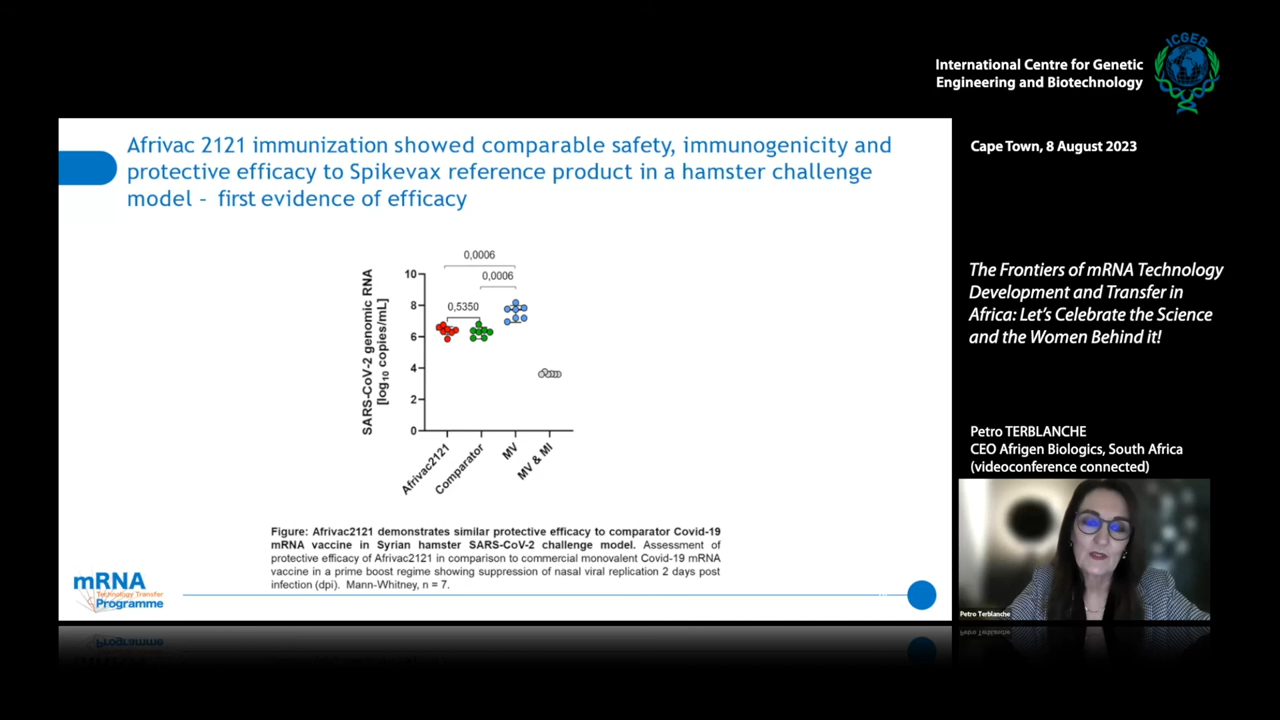 ICGEB
International Centre for Genetic
Engineering and Biotechnology
Cape Town, 8 August 2023
Afrivac 2121 immunization showed comparable safety, immunogenicity and
protective efficacy to Spikevax reference product in a hamster challenge
model - first evidence of efficacy
The Frontiers of mRNA Technology
Development and Transfer in
Africa: Let's Celebrate the Science
and the Women Behind it!
SARS-CoV-2 genomic RNA
[log10 copies/mL]
10
8
6
4
2
0
0,0006
0,0006
0,5350
Afrivac2121
Comparator
MV
MV & MI
Petro TERBLANCHE
CEO Afrigen Biologics, South Africa
(videoconference connected)
Petro Terblanche
Figure: Afrivac2121 demonstrates similar protective efficacy to comparator Covid-19
mRNA vaccine in Syrian hamster SARS-CoV-2 challenge model. Assessment of
protective efficacy of Afrivac2121 in comparison to commercial monovalent Covid-19 mRNA
vaccine in a prime boost regime showing suppression of nasal viral replication 2 days post
infection (dpi). Mann-Whitney, n = 7.
mRNA
Technology Transfer
Programme